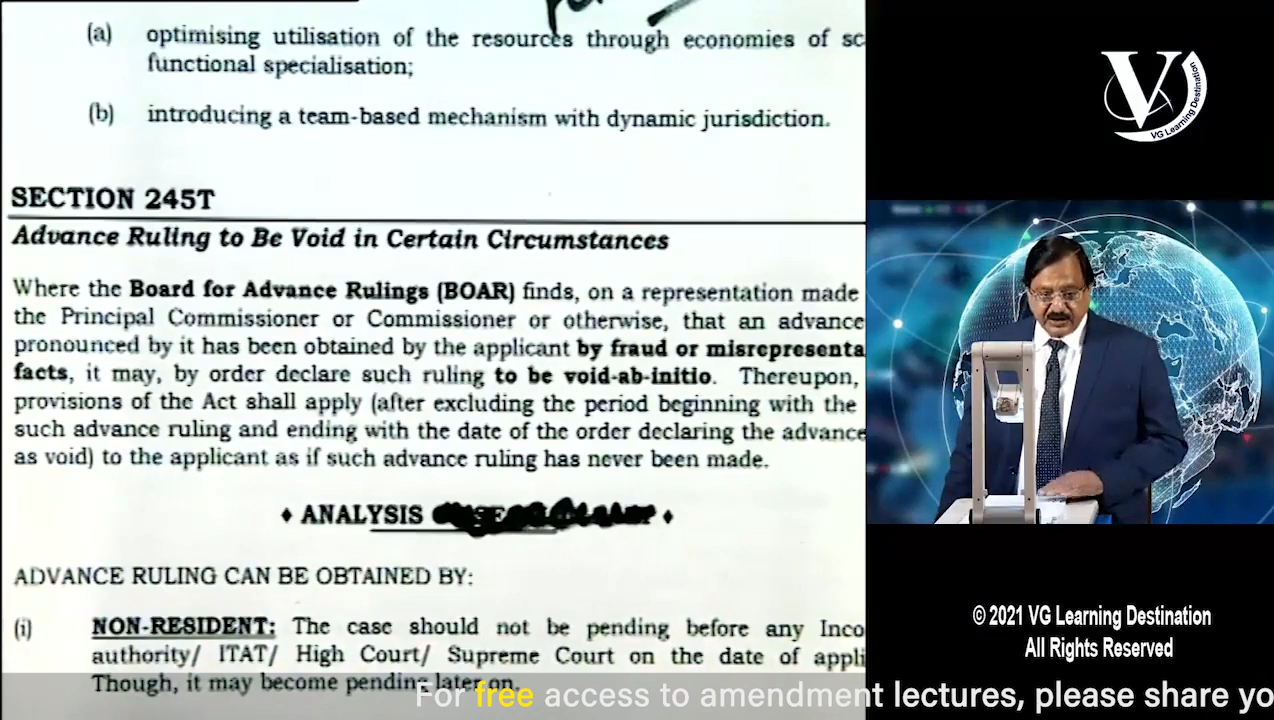 (a) optimising utilisation of the resources through economies of sc
functional specialisation;
(b) introducing a team-based mechanism with dynamic jurisdiction.
SECTION 245T
Advance Ruling to Be Void in Certain Circumstances
Where the Board for Advance Rulings (BOAR) finds, on a representation made
the Principal Commissioner or Commissioner or otherwise, that an advance
pronounced by it has been obtained by the applicant by fraud or misrepresenta
facts, it may, by order declare such ruling to be void-ab-initio. Thereupon,
provisions of the Act shall apply (after excluding the period beginning with the
such advance ruling and ending with the date of the order declaring the advance
as void) to the applicant as if such advance ruling has never been made.
♦ ANALYSIS ♦
ADVANCE RULING CAN BE OBTAINED BY:
(i) NON-RESIDENT: The case should not be pending before any Inco
authority/ ITAT/ High Court/ Supreme Court on the date of appli
Though, it may become pending later on.
V
VG Learning Destination
© 2021 VG Learning Destination
All Rights Reserved
For free access to amendment lectures, please share yo